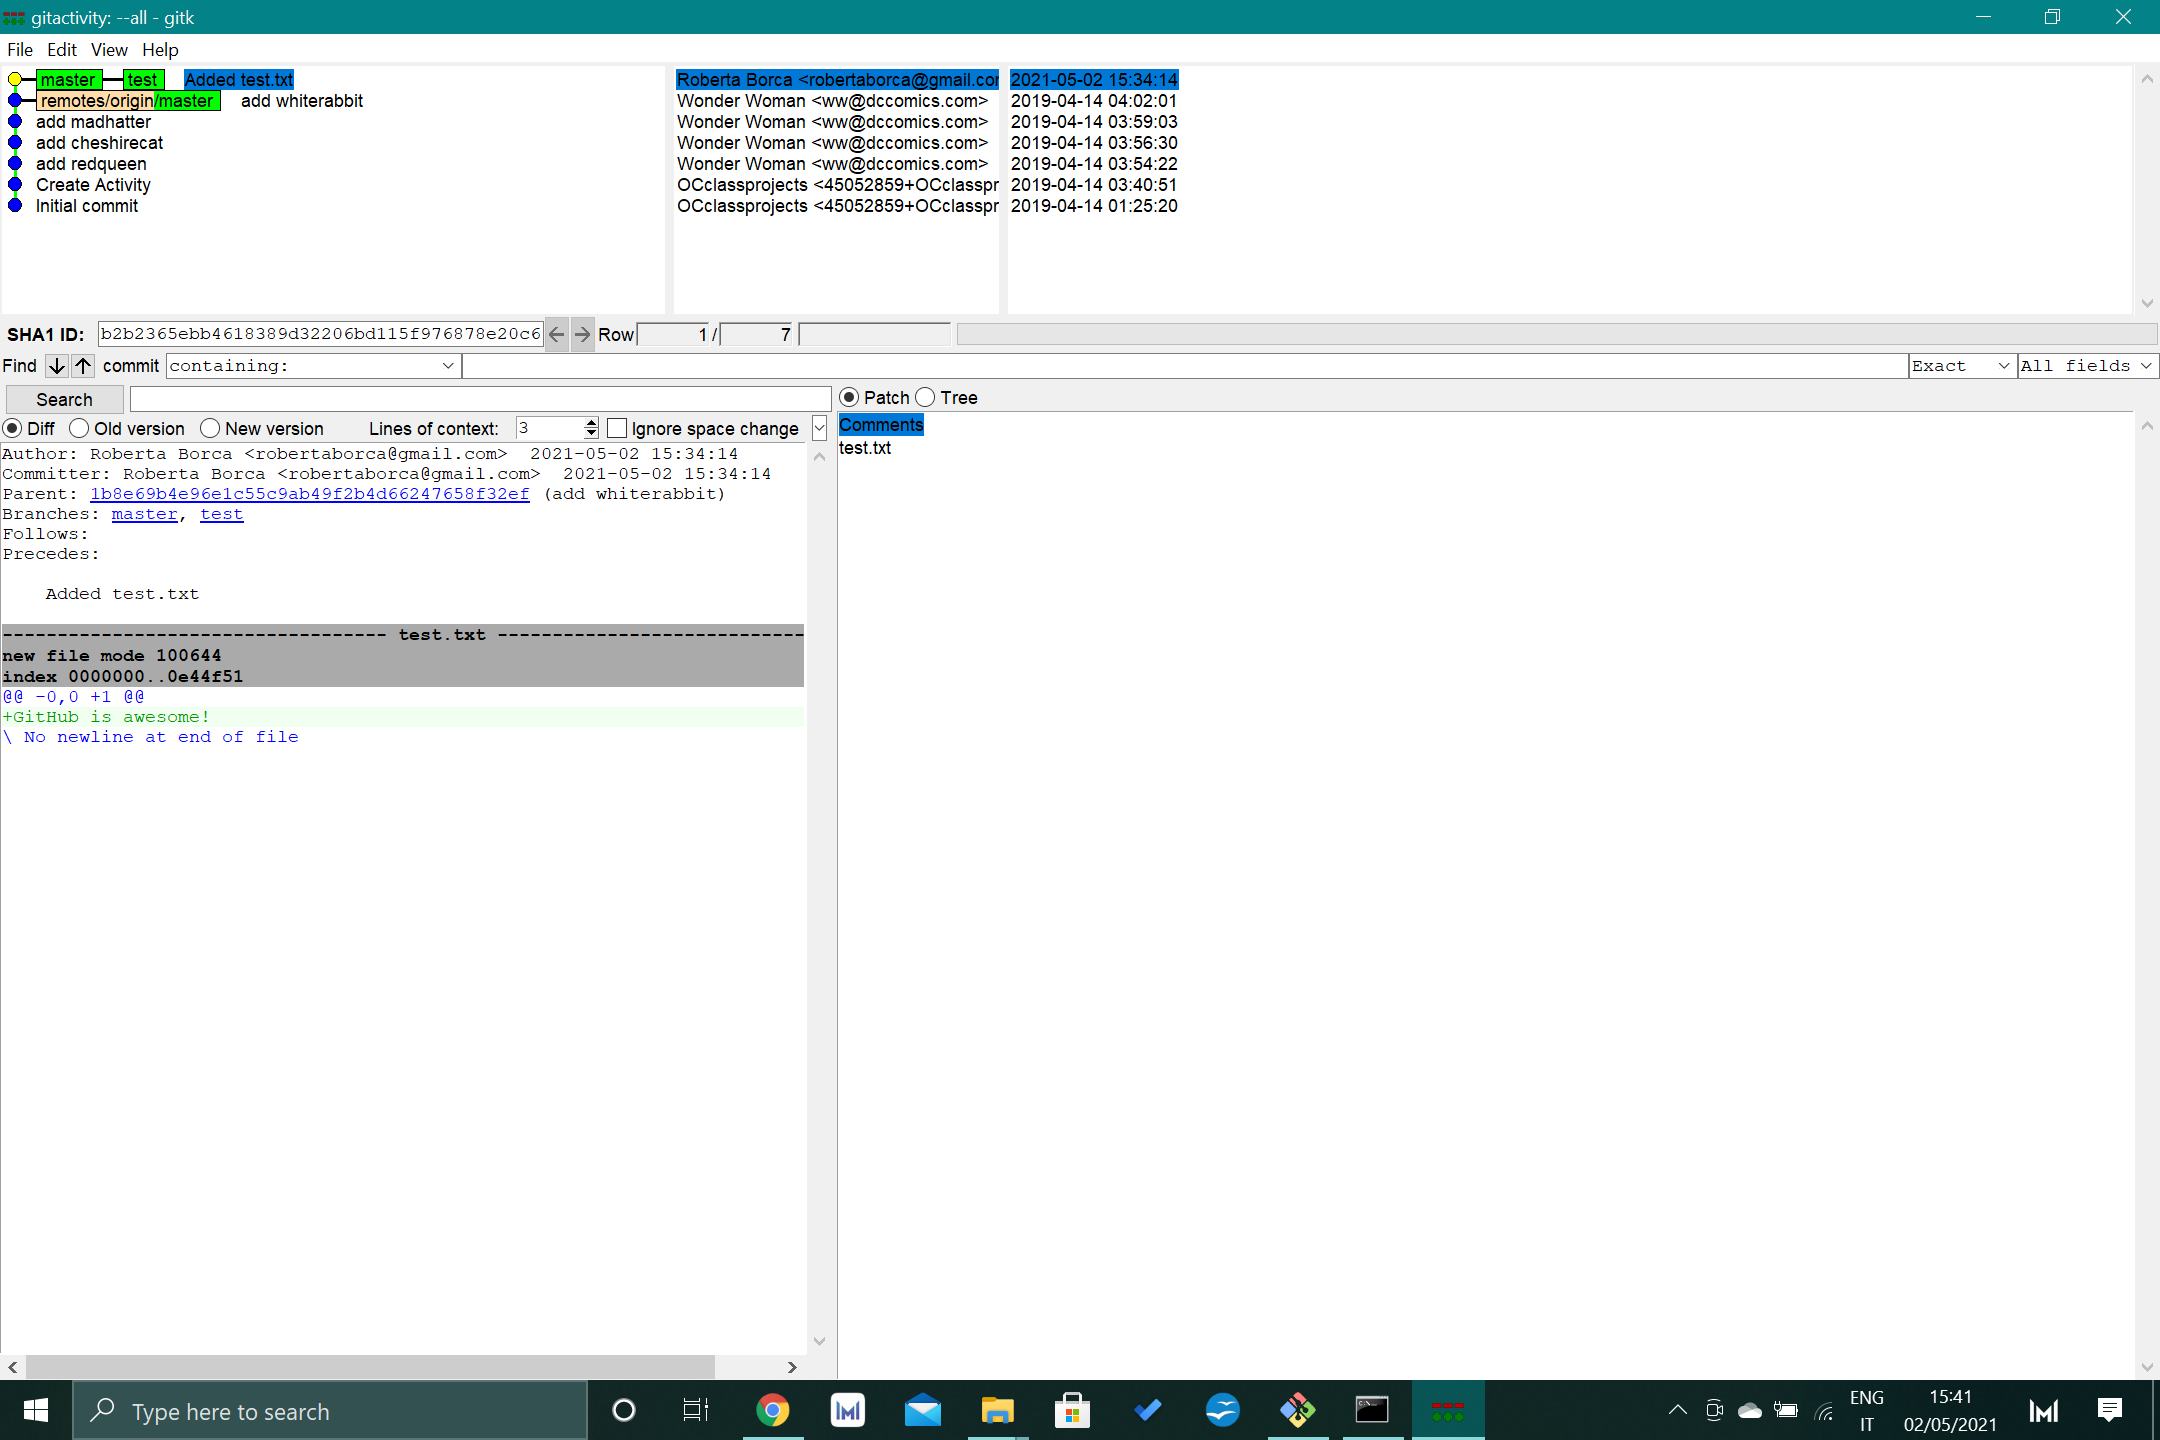 gitactivity: --all - gitk
File Edit View Help
master test Added test.txt Roberta Borca <robertaborca@gmail.cor 2021-05-02 15:34:14
remotes/origin/master add whiterabbit Wonder Woman <ww@dccomics.com> 2019-04-14 04:02:01
add madhatter Wonder Woman <ww@dccomics.com> 2019-04-14 03:59:03
add cheshirecat Wonder Woman <ww@dccomics.com> 2019-04-14 03:56:30
add redqueen Wonder Woman <ww@dccomics.com> 2019-04-14 03:54:22
Create Activity OCclassprojects <45052859+OCclasspr 2019-04-14 03:40:51
Initial commit OCclassprojects <45052859+OCclasspr 2019-04-14 01:25:20
SHA1 ID: b2b2365ebb4618389d32206bd115f976878e20c6 Row 1 / 7
Find commit containing: Exact All fields
Search Patch Tree
Diff Old version New version Lines of context: 3 Ignore space change
Comments
test.txt
Author: Roberta Borca <robertaborca@gmail.com>  2021-05-02 15:34:14
Committer: Roberta Borca <robertaborca@gmail.com>  2021-05-02 15:34:14
Parent: 1b8e69b4e96e1c55c9ab49f2b4d66247658f32ef (add whiterabbit)
Branches: master, test
Follows:
Precedes:
Added test.txt
----------------------------------- test.txt ----------------------------
new file mode 100644
index 0000000..0e44f51
@@ -0,0 +1 @@
+GitHub is awesome!
\ No newline at end of file
Type here to search
ENG
IT
15:41
02/05/2021